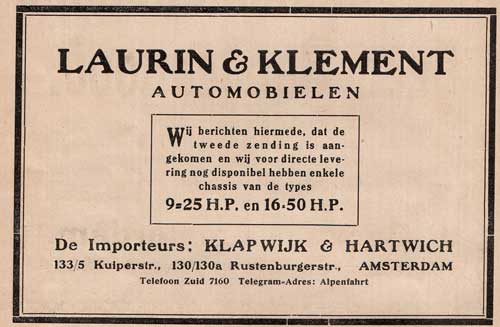 LAURIN & KLEMENT
AUTOMOBIELEN
Wij berichten hiermede, dat de
tweede zending is aan-
gekomen en wij voor directe leve-
ring nog disponibel hebben enkele
chassis van de types
9=25 H.P. en 16-50 H.P.
De Importeurs: KLAPWIJK & HARTWICH
133/5 Kuiperstr., 130/130a Rustenburgerstr., AMSTERDAM
Telefoon Zuid 7160 Telegram-Adres: Alpenfahrt